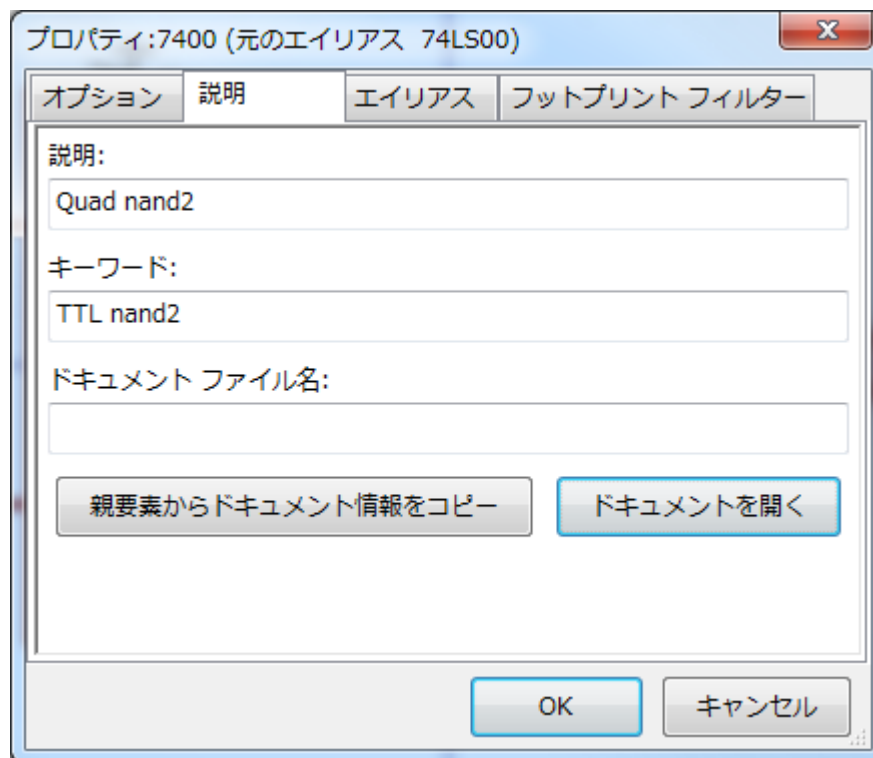 プロパティ:7400 (元のエイリアス 74LS00)
オプション 説明 エイリアス フットプリント フィルター
説明:
Quad nand2
キーワード:
TTL nand2
ドキュメント ファイル名:
親要素からドキュメント情報をコピー ドキュメントを開く
OK キャンセル